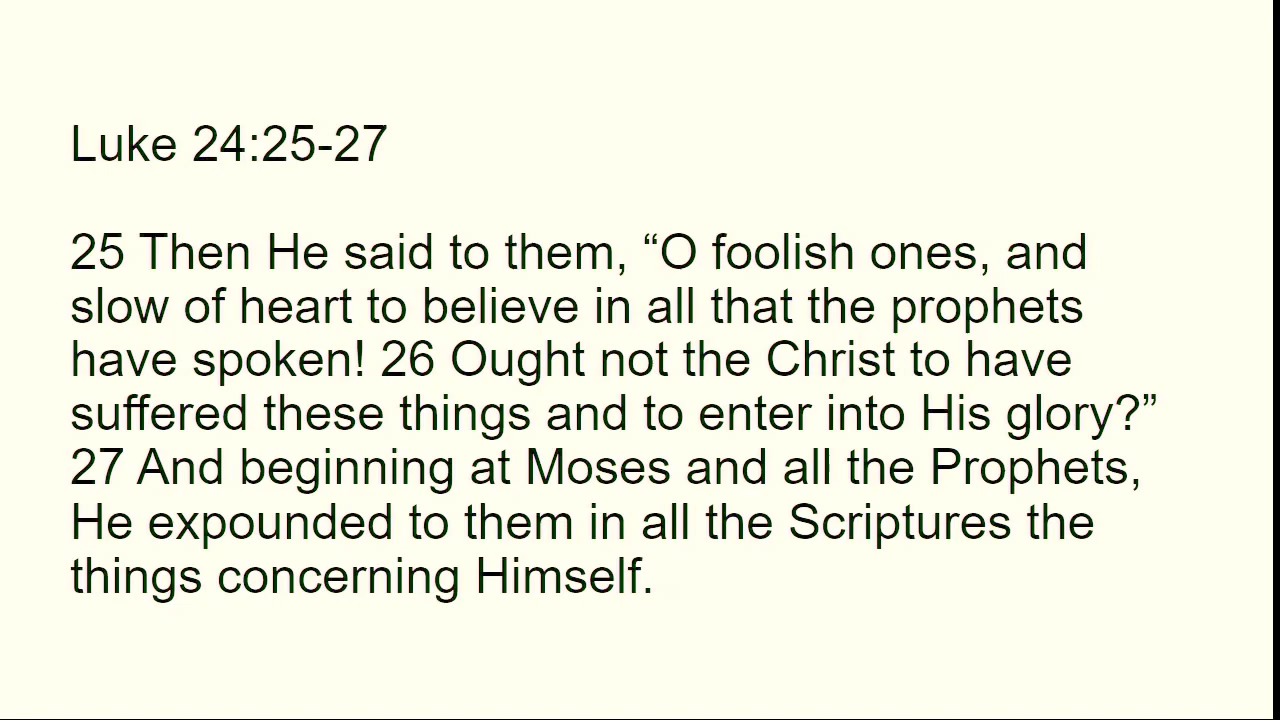 Luke 24:25-27
25 Then He said to them, “O foolish ones, and
slow of heart to believe in all that the prophets
have spoken! 26 Ought not the Christ to have
suffered these things and to enter into His glory?”
27 And beginning at Moses and all the Prophets,
He expounded to them in all the Scriptures the
things concerning Himself.